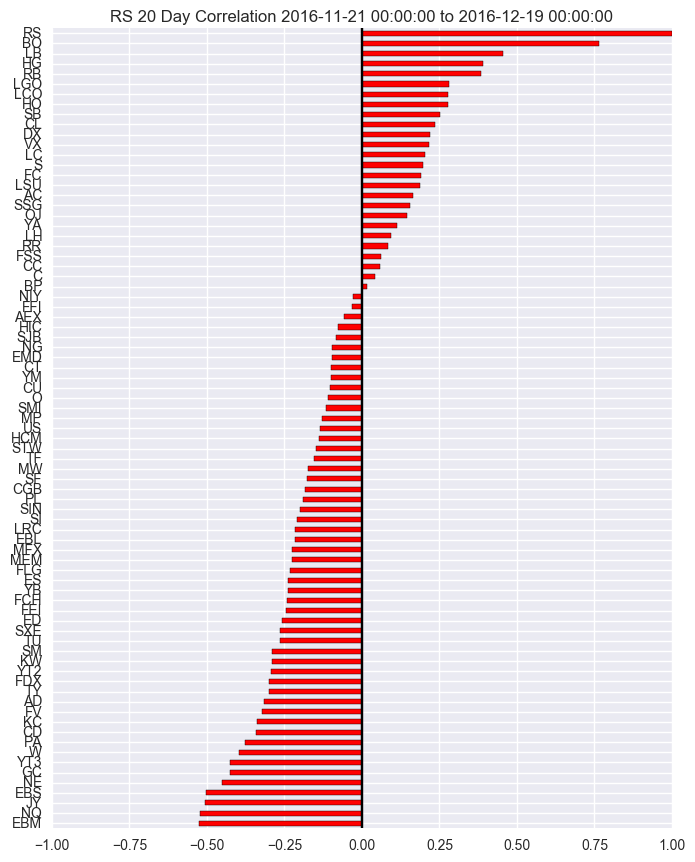 RS 20 Day Correlation 2016-11-21 00:00:00 to 2016-12-19 00:00:00
RS
BO
LB
HG
RB
LGO
LCO
HO
SB
CL
DX
VX
LC
S
FC
LSU
AC
SSG
OJ
YA
LH
RR
FSS
CC
C
BP
NIY
FFI
AEX
HIC
SJB
NG
EMD
CT
YM
CU
O
SMI
MP
US
HCM
STW
TF
MW
SF
CGB
PL
SIN
SI
LRC
EBL
MFX
MEM
FLG
ES
YB
FCH
FEI
ED
SXE
TU
SM
KW
YT2
FDX
TY
AD
FV
KC
CD
PA
W
YT3
GC
NE
EBS
JY
NQ
EBM
−1.00 −0.75 −0.50 −0.25 0.00 0.25 0.50 0.75 1.00